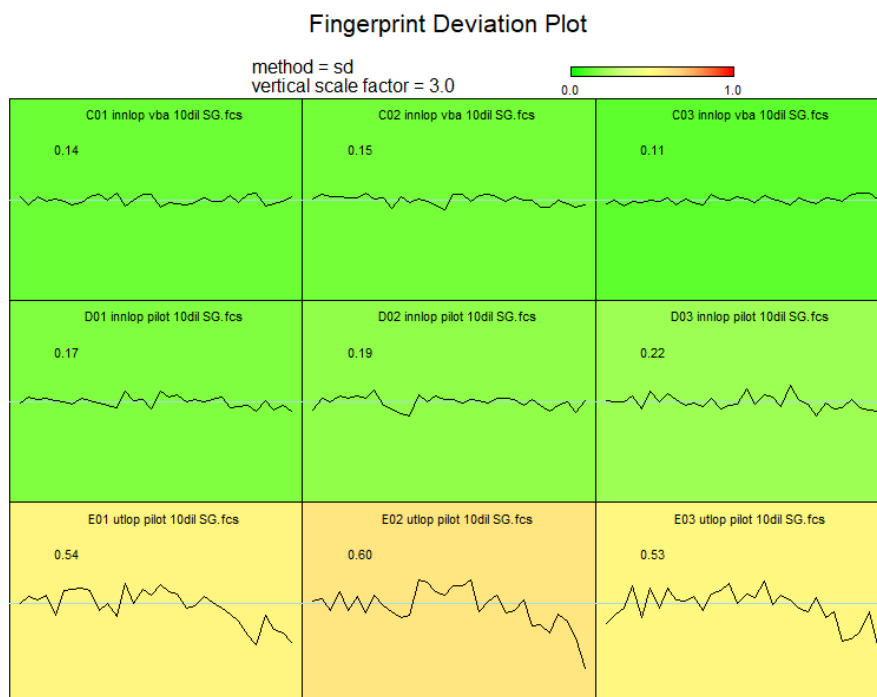 Fingerprint Deviation Plot
method = sd
vertical scale factor = 3.0
0.0 1.0
C01 innlop vba 10dil SG.fcs C02 innlop vba 10dil SG.fcs C03 innlop vba 10dil SG.fcs
0.14 0.15 0.11
D01 innlop pilot 10dil SG.fcs D02 innlop pilot 10dil SG.fcs D03 innlop pilot 10dil SG.fcs
0.17 0.19 0.22
E01 utlop pilot 10dil SG.fcs E02 utlop pilot 10dil SG.fcs E03 utlop pilot 10dil SG.fcs
0.54 0.60 0.53